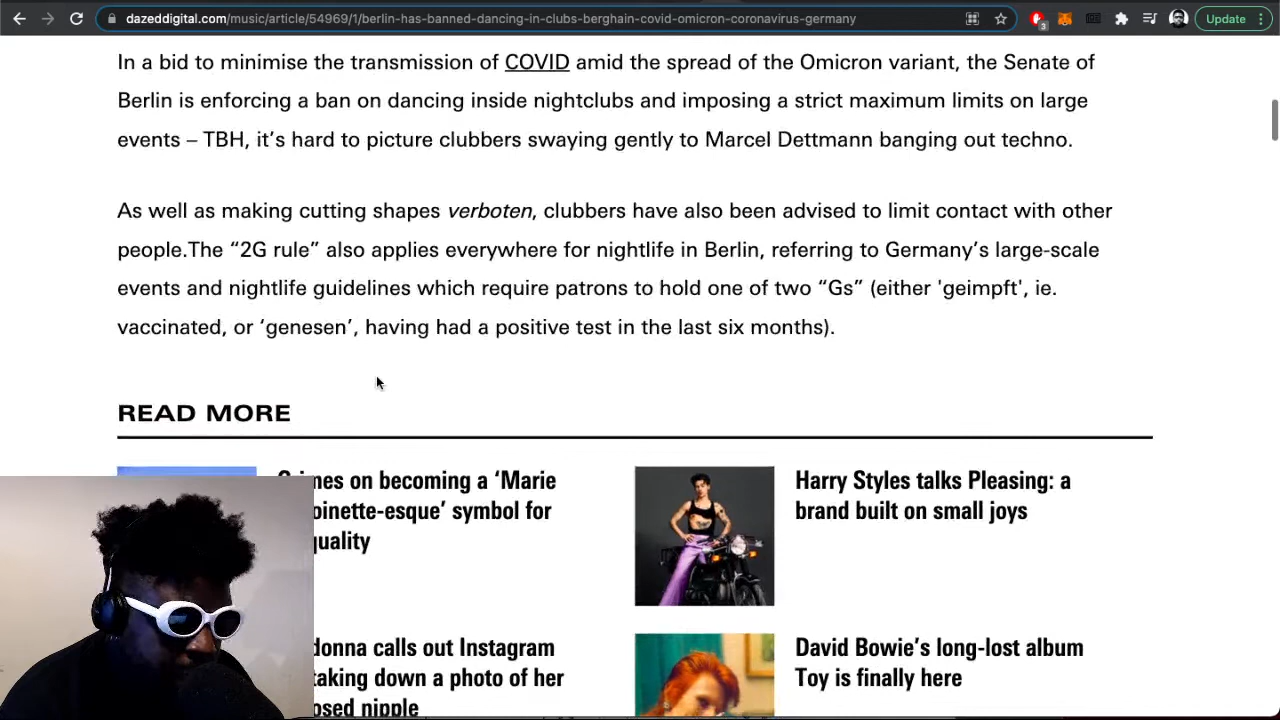 dazeddigital.com/music/article/54969/1/berlin-has-banned-dancing-in-clubs-berghain-covid-omicron-coronavirus-germany
3
Update
In a bid to minimise the transmission of COVID amid the spread of the Omicron variant, the Senate of
Berlin is enforcing a ban on dancing inside nightclubs and imposing a strict maximum limits on large
events – TBH, it’s hard to picture clubbers swaying gently to Marcel Dettmann banging out techno.
As well as making cutting shapes verboten, clubbers have also been advised to limit contact with other
people.The “2G rule” also applies everywhere for nightlife in Berlin, referring to Germany’s large-scale
events and nightlife guidelines which require patrons to hold one of two “Gs” (either 'geimpft', ie.
vaccinated, or ‘genesen’, having had a positive test in the last six months).
READ MORE
on becoming a ‘Marie
symbol for
Harry Styles talks Pleasing: a
brand built on small joys
calls out Instagram
taking down a photo of her
nipple
David Bowie’s long-lost album
Toy is finally here